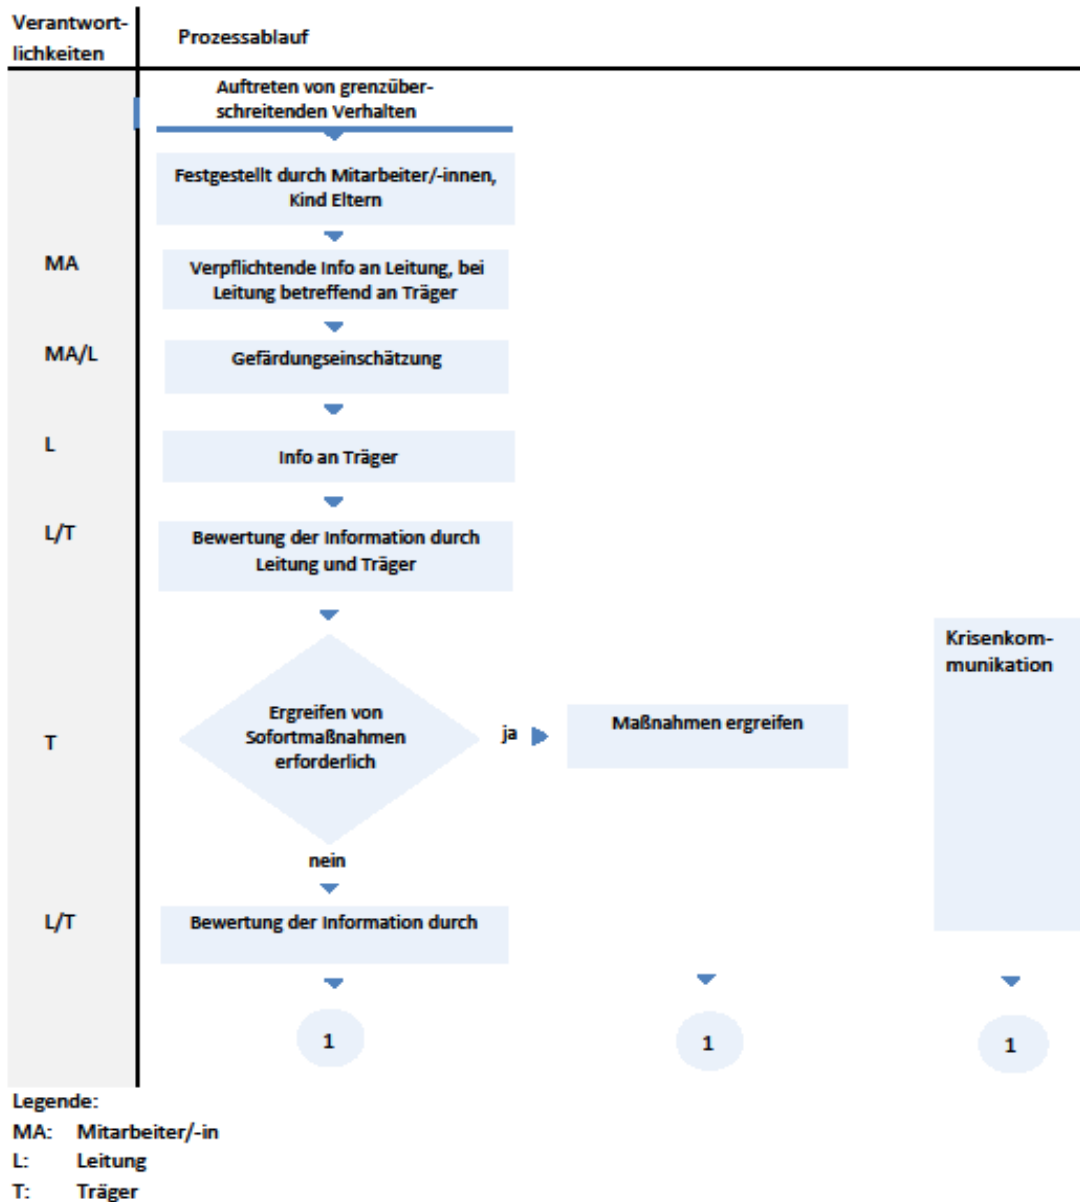 Verantwort-
lichkeiten
Prozessablauf
Auftreten von grenzüber-
schreitenden Verhalten
Festgestellt durch Mitarbeiter/-innen,
Kind Eltern
MA
Verpflichtende Info an Leitung, bei
Leitung betreffend an Träger
MA/L
Gefärdungseinschätzung
L
Info an Träger
L/T
Bewertung der Information durch
Leitung und Träger
Krisenkom-
munikation
T
Ergreifen von
Sofortmaßnahmen
erforderlich
ja
Maßnahmen ergreifen
nein
L/T
Bewertung der Information durch
1
1
1
Legende:
MA: Mitarbeiter/-in
L: Leitung
T: Träger